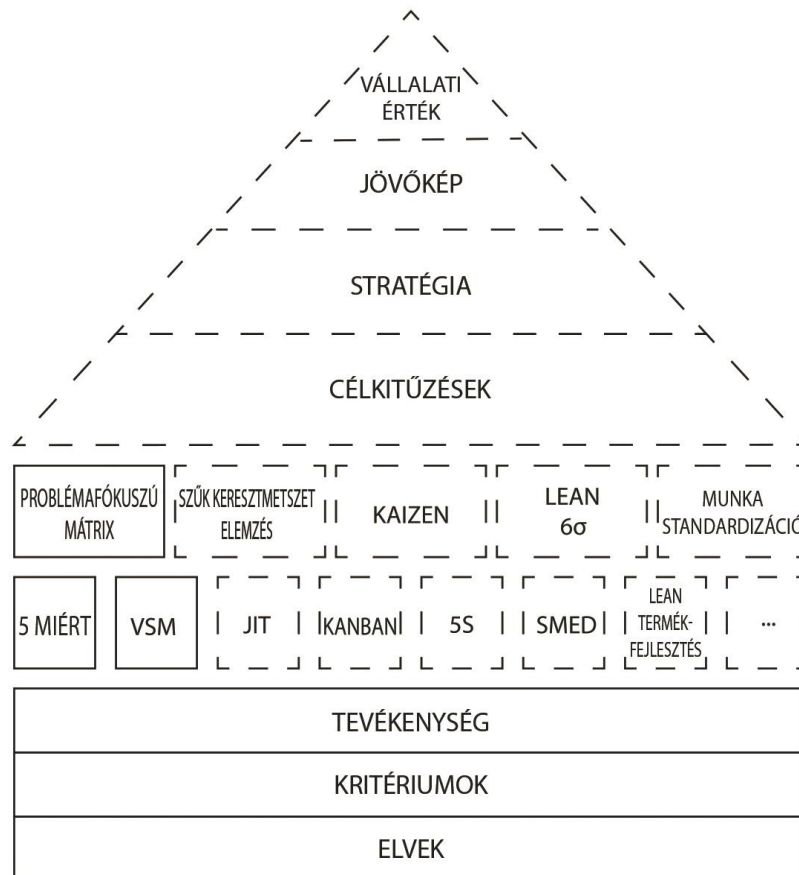 VÁLLALATI
ÉRTÉK
JÖVŐKÉP
STRATÉGIA
CÉLKITŰZÉSEK
PROBLÉMAFÓKUSZÚ
MÁTRIX
SZŰK KERESZTMETSZET
ELEMZÉS
KAIZEN
LEAN
6σ
MUNKA
STANDARDIZÁCIÓ
5 MIÉRT
VSM
JIT
KANBAN
5S
SMED
LEAN
TERMÉK-
FEJLESZTÉS
...
TEVÉKENYSÉG
KRITÉRIUMOK
ELVEK